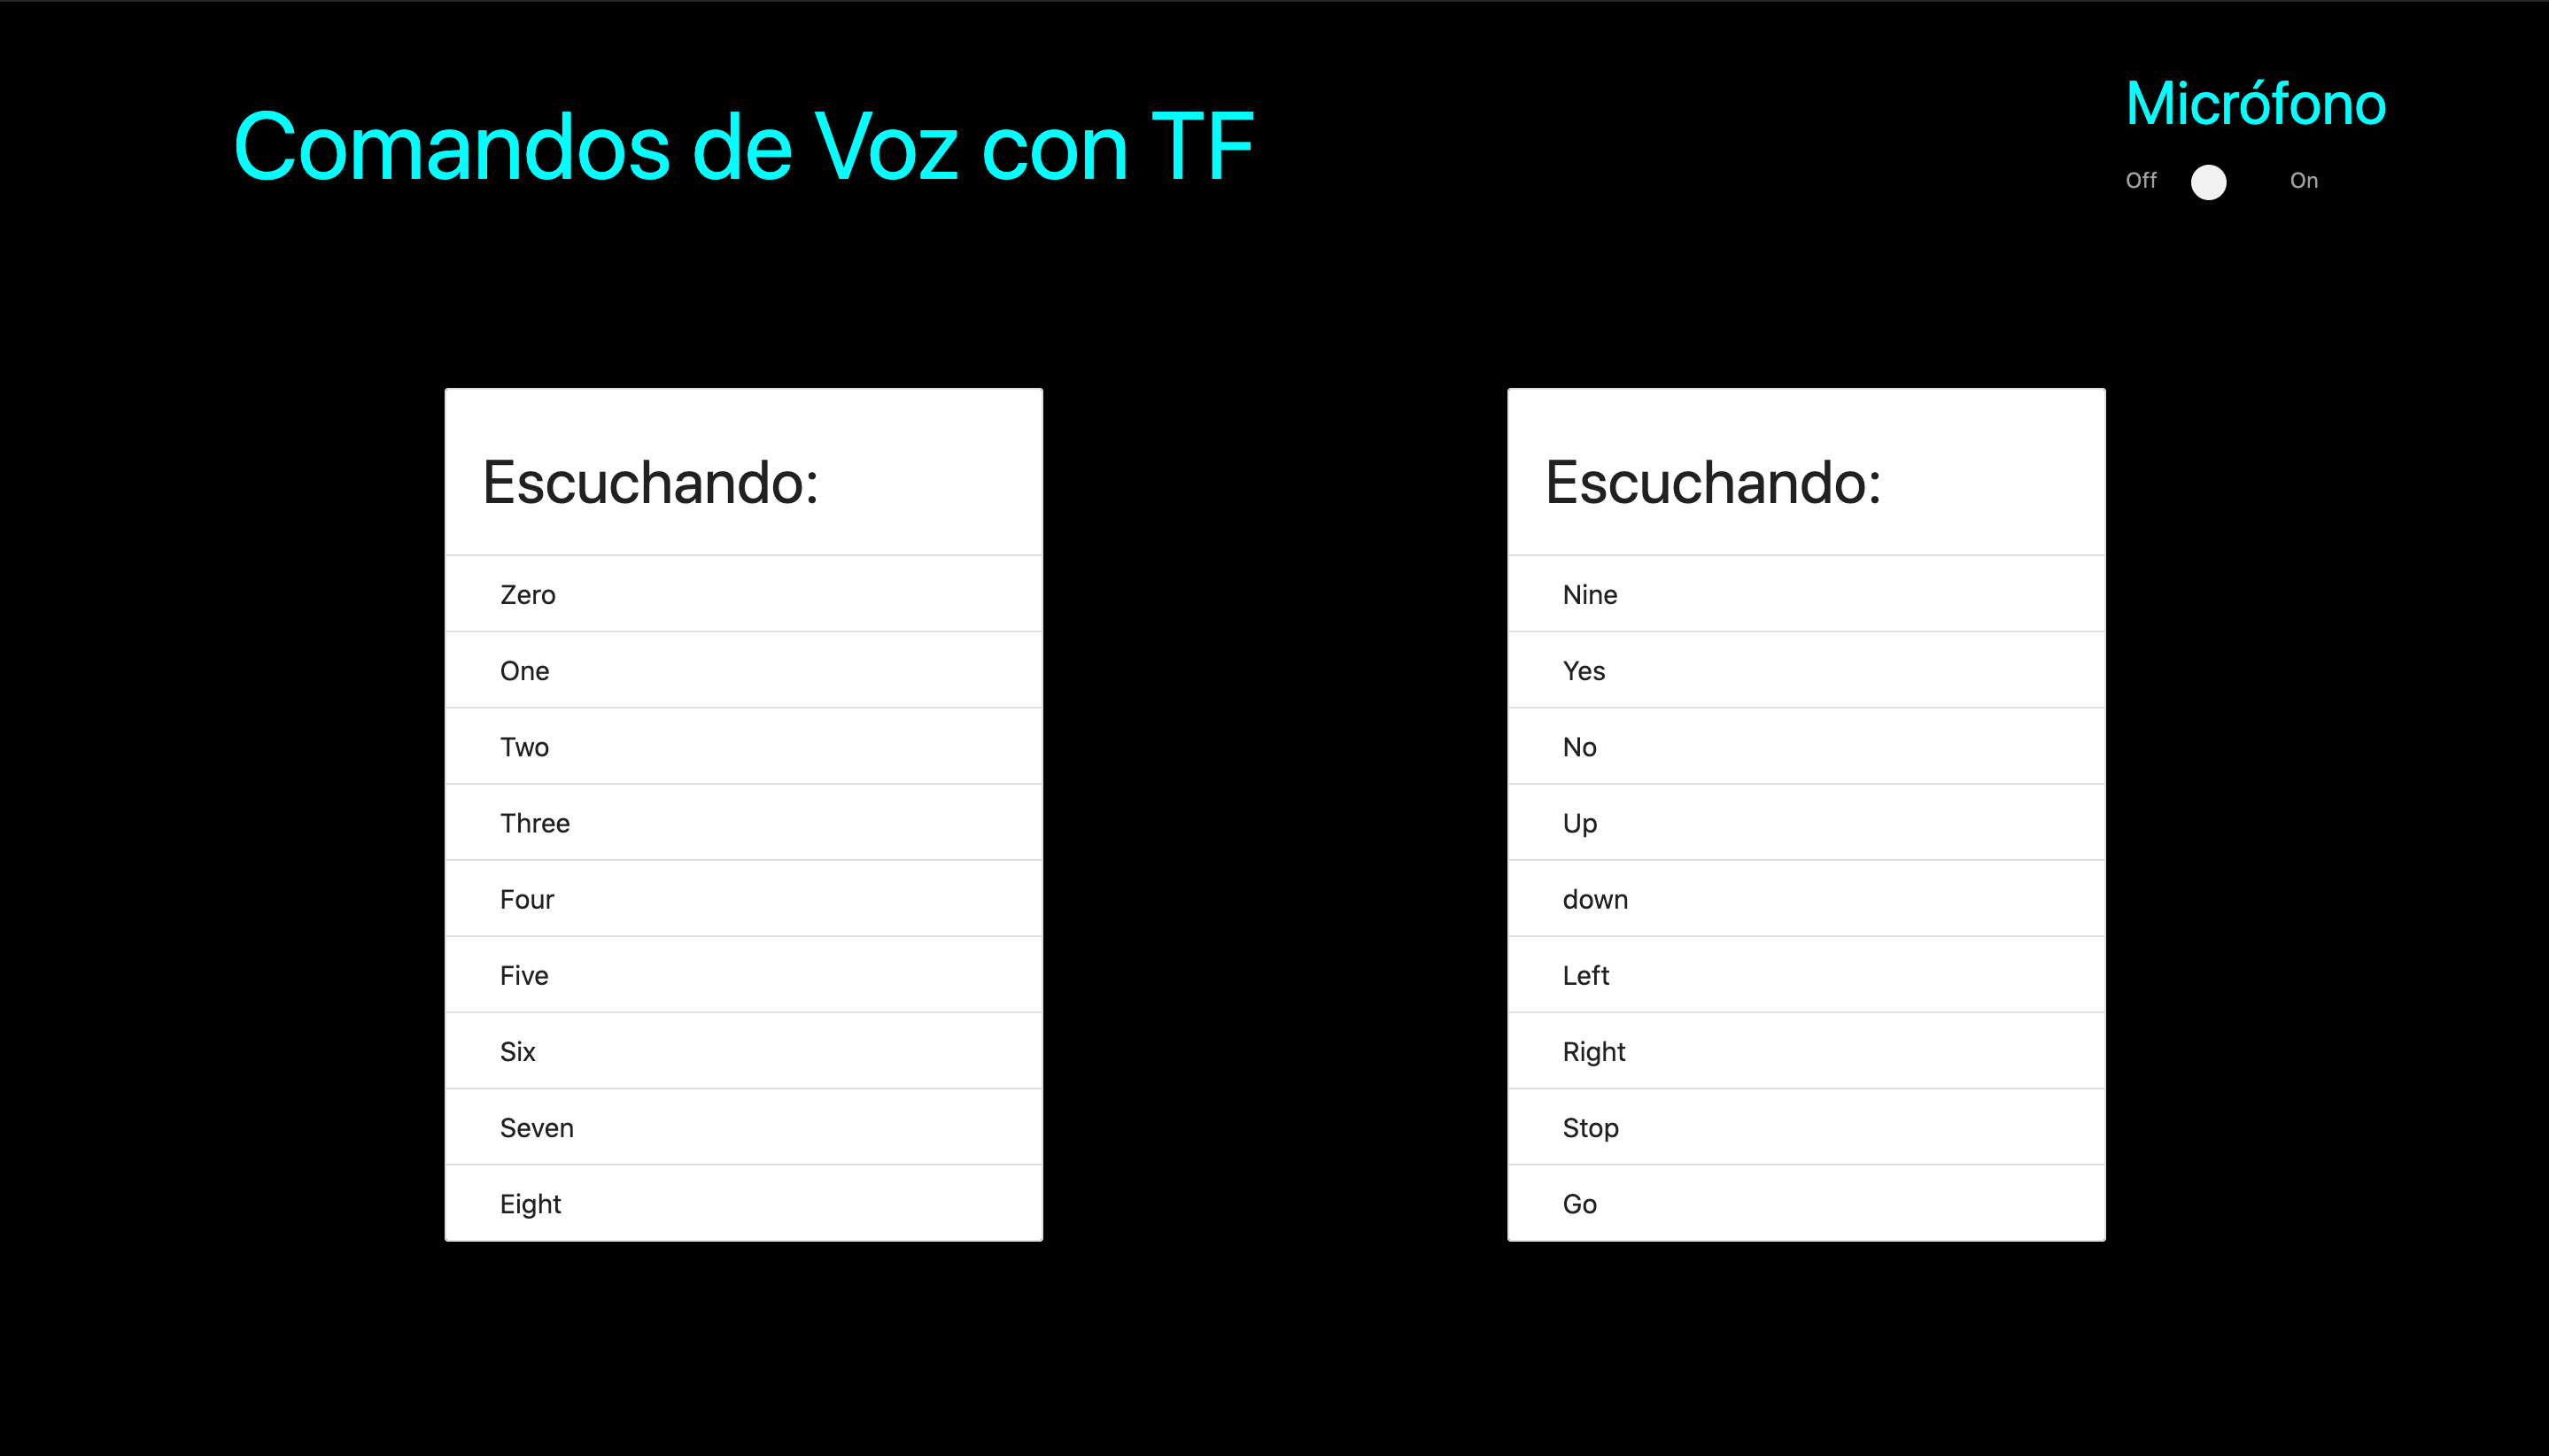 Comandos de Voz con TF
Micrófono
Off On
Escuchando:
Zero
One
Two
Three
Four
Five
Six
Seven
Eight
Escuchando:
Nine
Yes
No
Up
down
Left
Right
Stop
Go